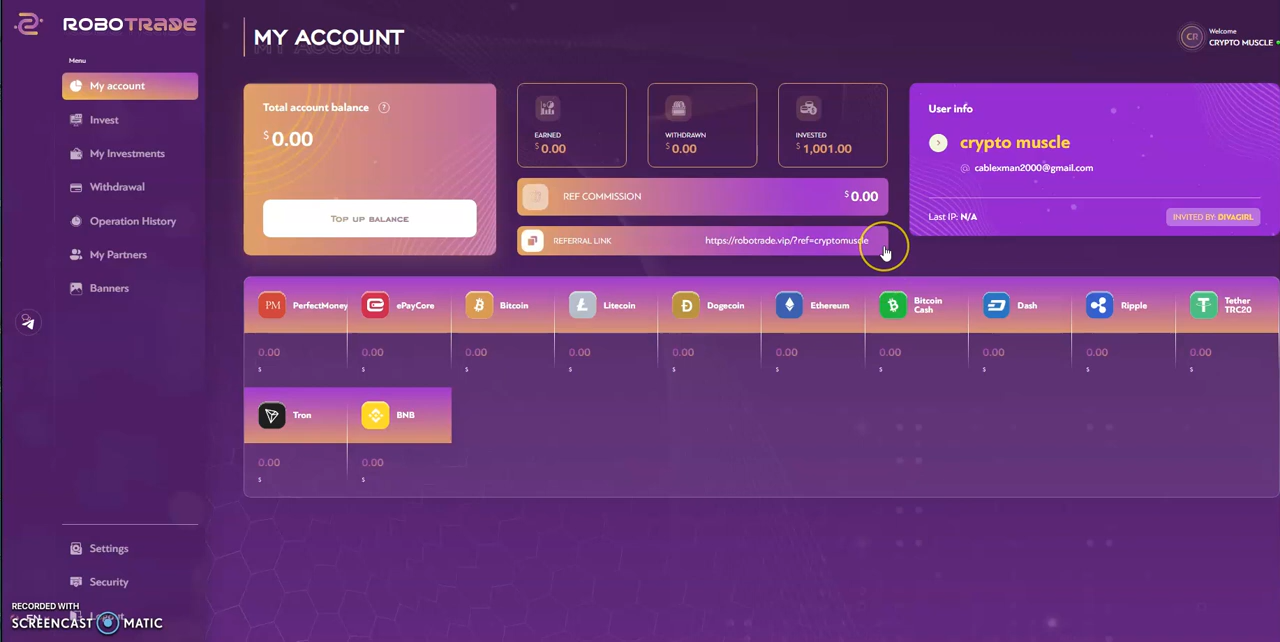 ROBOTRADE
MY ACCOUNT
CR
Welcome
CRYPTO MUSCLE
Menu
My account
Invest
My Investments
Withdrawal
Operation History
My Partners
Banners
Total account balance ?
$ 0.00
TOP UP BALANCE
EARNED
$ 0.00
WITHDRAWN
$ 0.00
INVESTED
$ 1,001.00
REF COMMISSION $ 0.00
REFERRAL LINK https://robotrade.vip/?ref=cryptomuscle
User info
crypto muscle
@ cablexman2000@gmail.com
Last IP: N/A
INVITED BY: DIVAGIRL
PM PerfectMoney ePayCore Bitcoin Litecoin Dogecoin Ethereum Bitcoin Cash Dash Ripple Tether TRC20
0.00 0.00 0.00 0.00 0.00 0.00 0.00 0.00 0.00 0.00
$ $ $ $ $ $ $ $ $ $
Tron BNB
0.00 0.00
$ $
Settings
Security
RECORDED WITH
SCREENCAST MATIC